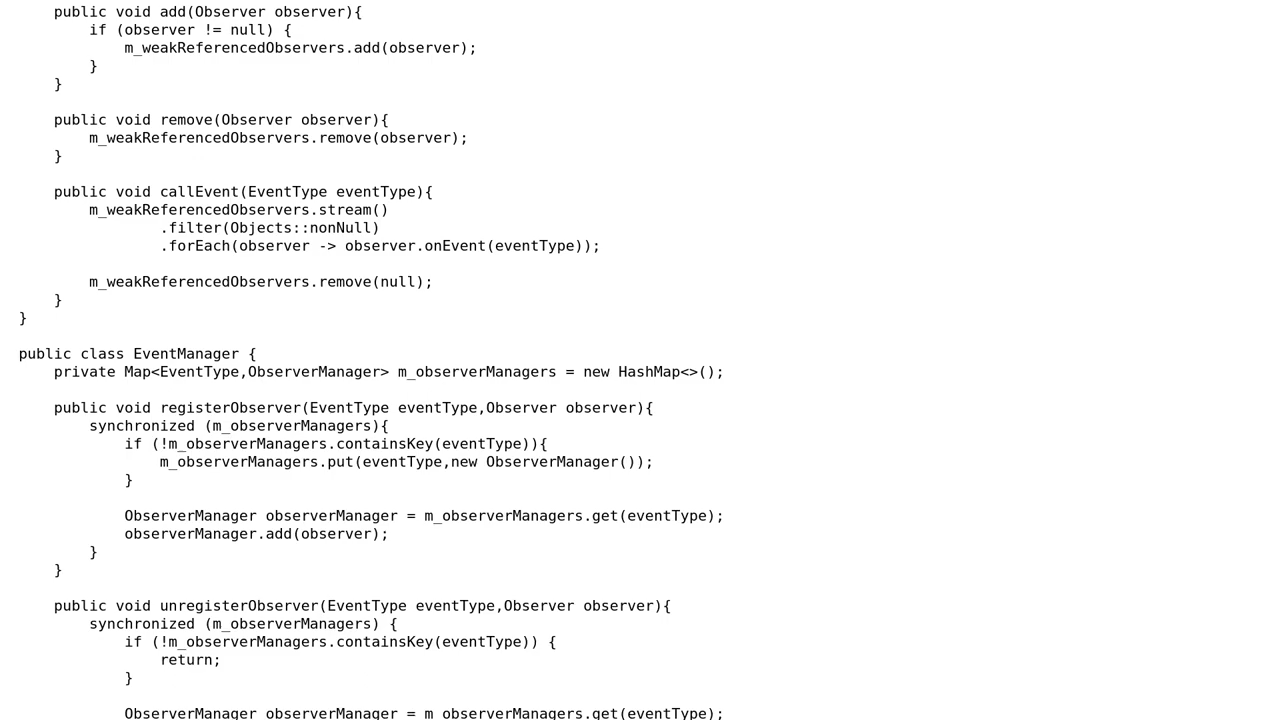 public void add(Observer observer){
if (observer != null) {
m_weakReferencedObservers.add(observer);
}
}
public void remove(Observer observer){
m_weakReferencedObservers.remove(observer);
}
public void callEvent(EventType eventType){
m_weakReferencedObservers.stream()
.filter(Objects::nonNull)
.forEach(observer -> observer.onEvent(eventType));
m_weakReferencedObservers.remove(null);
}
}
public class EventManager {
private Map<EventType,ObserverManager> m_observerManagers = new HashMap<>();
public void registerObserver(EventType eventType,Observer observer){
synchronized (m_observerManagers){
if (!m_observerManagers.containsKey(eventType)){
m_observerManagers.put(eventType,new ObserverManager());
}
ObserverManager observerManager = m_observerManagers.get(eventType);
observerManager.add(observer);
}
}
public void unregisterObserver(EventType eventType,Observer observer){
synchronized (m_observerManagers) {
if (!m_observerManagers.containsKey(eventType)) {
return;
}
ObserverManager observerManager = m_observerManagers.get(eventType);